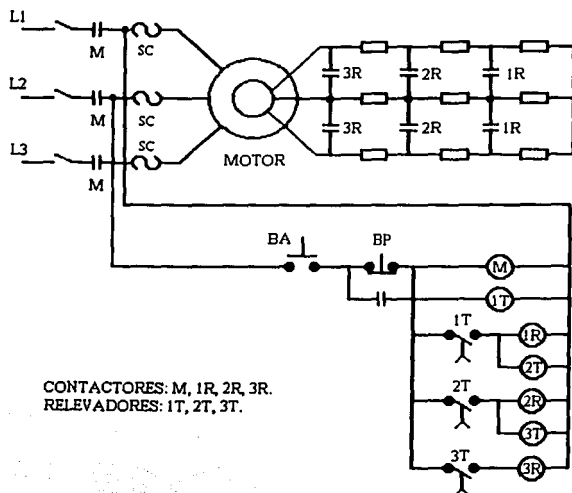 L1
M
SC
L2
M
SC
L3
M
SC
MOTOR
3R
2R
1R
3R
2R
1R
BA
BP
M
1T
1T
1R
2T
2T
2R
3T
3T
3R
CONTACTORES: M, 1R, 2R, 3R.
RELEVADORES: 1T, 2T, 3T.